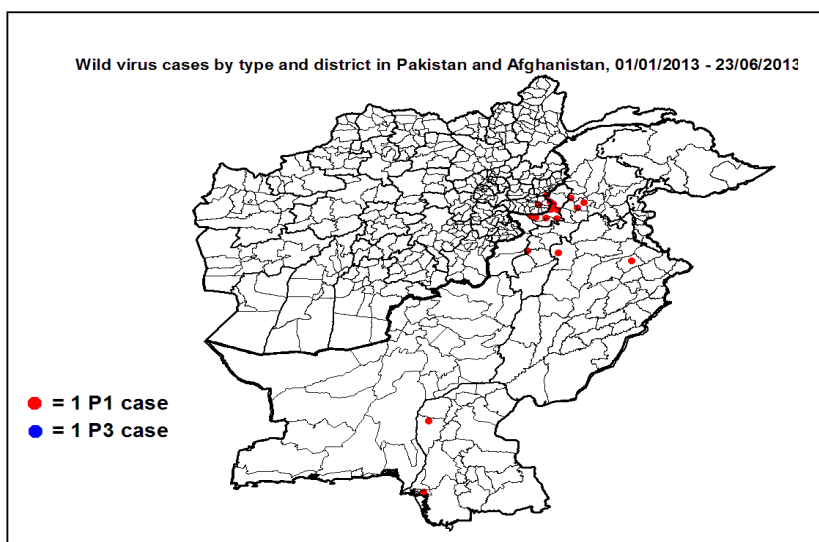 Wild virus cases by type and district in Pakistan and Afghanistan, 01/01/2013 - 23/06/2013
= 1 P1 case
= 1 P3 case